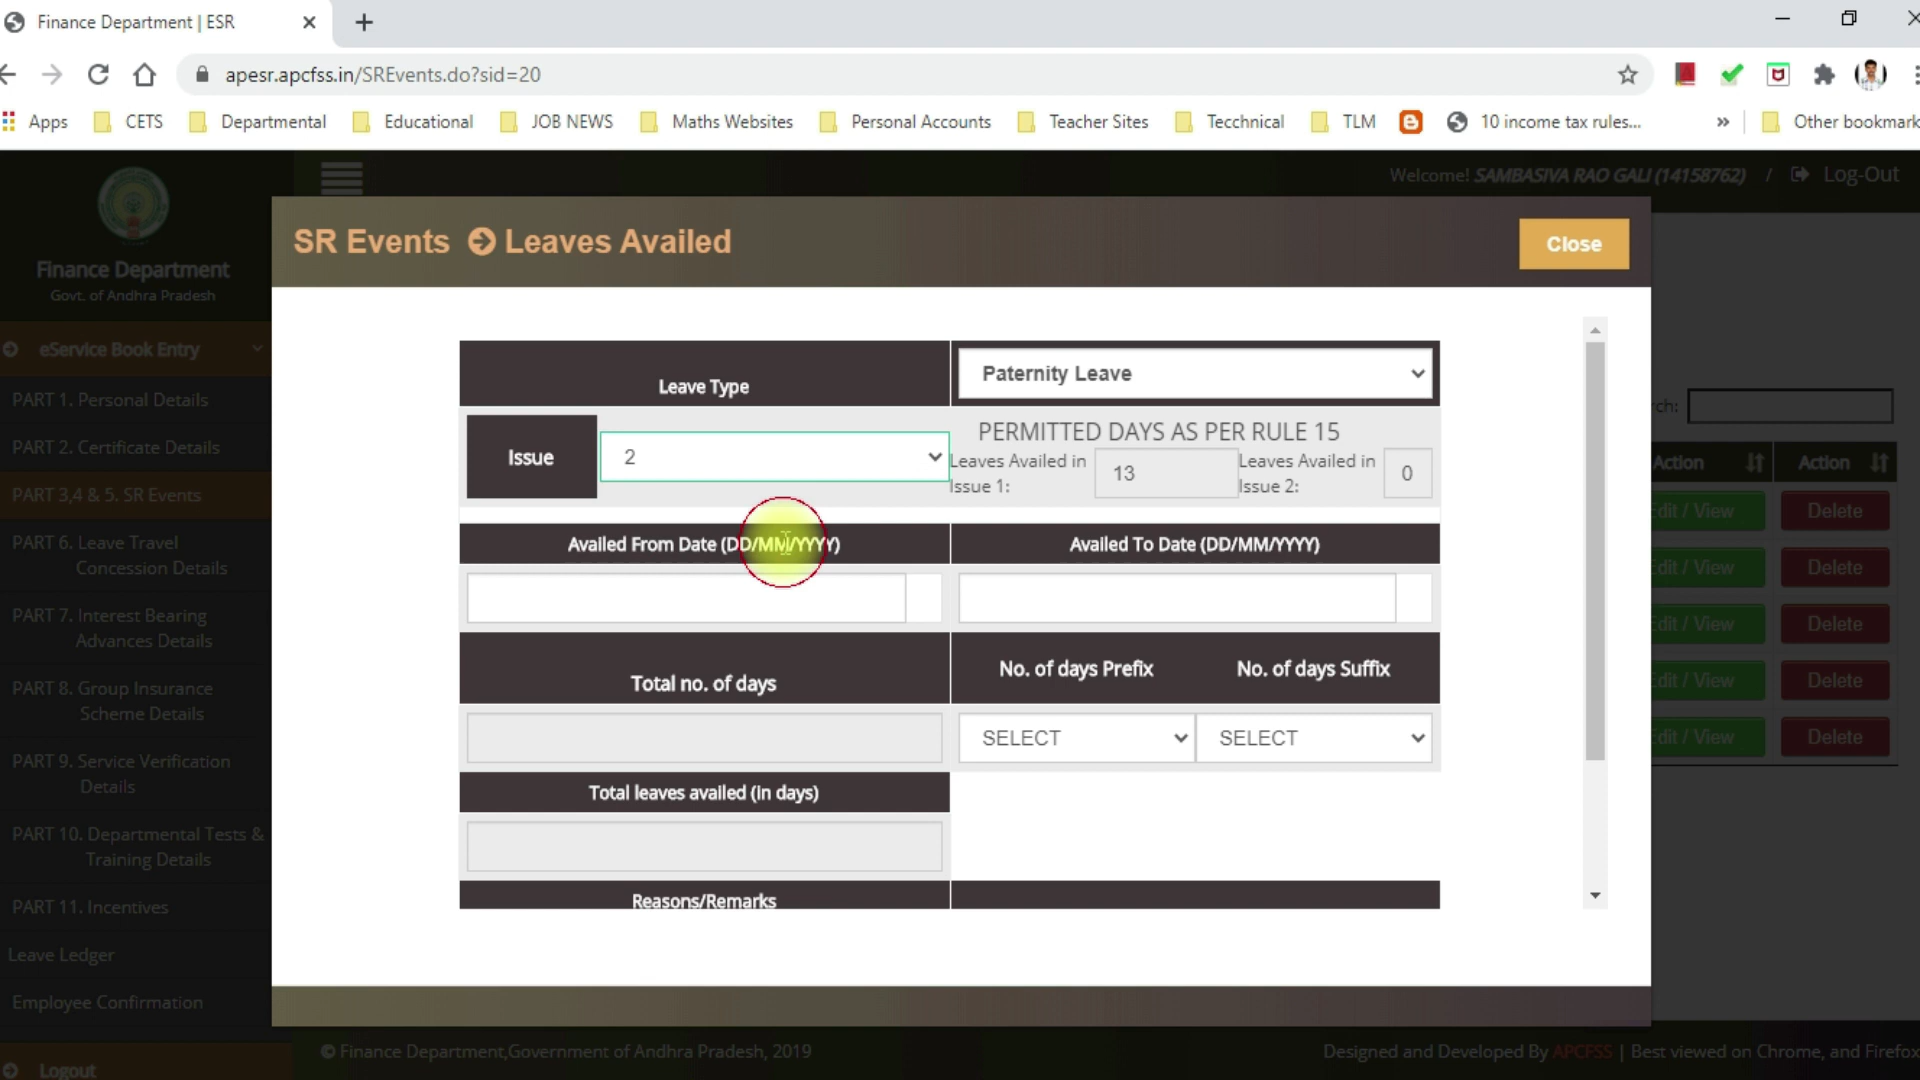 Finance Department | ESR
apesr.apcfss.in/SREvents.do?sid=20
Apps CETS Departmental Educational JOB NEWS Maths Websites Personal Accounts Teacher Sites Tecchnical TLM 10 income tax rules... » Other bookmark
Welcome! SAMBASIVA RAO GALI (14158762) / Log-Out
Finance Department
Govt. of Andhra Pradesh
eService Book Entry
PART 1. Personal Details
PART 2. Certificate Details
PART 3,4 & 5. SR Events
PART 6. Leave Travel
Concession Details
PART 7. Interest Bearing
Advances Details
PART 8. Group Insurance
Scheme Details
PART 9. Service Verification
Details
PART 10. Departmental Tests &
Training Details
PART 11. Incentives
Leave Ledger
Employee Confirmation
Logout
SR Events Leaves Availed
Close
Leave Type
Paternity Leave
Issue
2
PERMITTED DAYS AS PER RULE 15
Leaves Availed in
Issue 1:
13
Leaves Availed in
Issue 2:
0
Availed From Date (DD/MM/YYYY)
Availed To Date (DD/MM/YYYY)
Total no. of days
No. of days Prefix
No. of days Suffix
SELECT
SELECT
Total leaves availed (In days)
Reasons/Remarks
rch:
Action Action
Edit / View Delete
Edit / View Delete
Edit / View Delete
Edit / View Delete
Edit / View Delete
© Finance Department,Government of Andhra Pradesh, 2019
Designed and Developed By APCFSS | Best viewed on Chrome, and Firefox